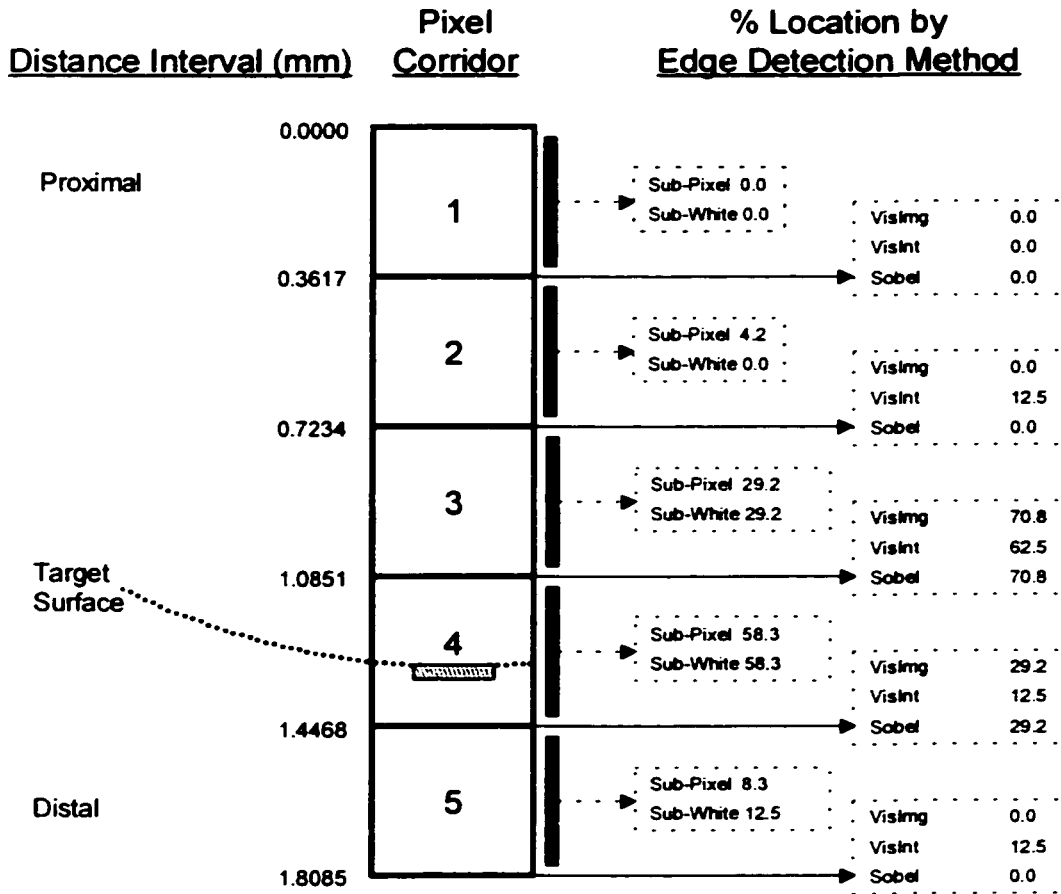 Pixel
% Location by
Distance Interval (mm)
Corridor
Edge Detection Method
0.0000
Proximal
1
Sub-Pixel 0.0
Sub-White 0.0
VisImg 0.0
VisInt 0.0
0.3617
Sobel 0.0
2
Sub-Pixel 4.2
Sub-White 0.0
VisImg 0.0
VisInt 12.5
0.7234
Sobel 0.0
3
Sub-Pixel 29.2
Sub-White 29.2
VisImg 70.8
VisInt 62.5
1.0851
Sobel 70.8
Target
Surface
4
Sub-Pixel 58.3
Sub-White 58.3
VisImg 29.2
VisInt 12.5
1.4468
Sobel 29.2
Distal
5
Sub-Pixel 8.3
Sub-White 12.5
VisImg 0.0
VisInt 12.5
1.8085
Sobel 0.0